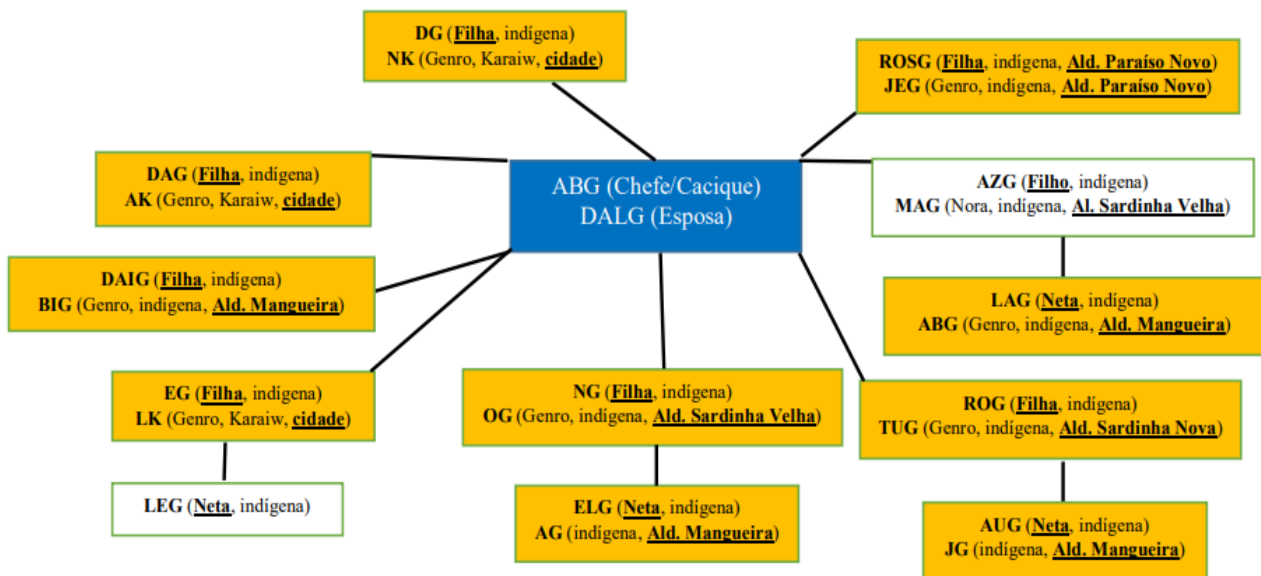 DG (Filha, indígena)
NK (Genro, Karaiw, cidade)
ROSG (Filha, indígena, Ald. Paraíso Novo)
JEG (Genro, indígena, Ald. Paraíso Novo)
DAG (Filha, indígena)
AK (Genro, Karaiw, cidade)
ABG (Chefe/Cacique)
DALG (Esposa)
AZG (Filho, indígena)
MAG (Nora, indígena, Al. Sardinha Velha)
DAIG (Filha, indígena)
BIG (Genro, indígena, Ald. Mangueira)
LAG (Neta, indígena)
ABG (Genro, indígena, Ald. Mangueira)
EG (Filha, indígena)
LK (Genro, Karaiw, cidade)
NG (Filha, indígena)
OG (Genro, indígena, Ald. Sardinha Velha)
ROG (Filha, indígena)
TUG (Genro, indígena, Ald. Sardinha Nova)
LEG (Neta, indígena)
ELG (Neta, indígena)
AG (indígena, Ald. Mangueira)
AUG (Neta, indígena)
JG (indígena, Ald. Mangueira)